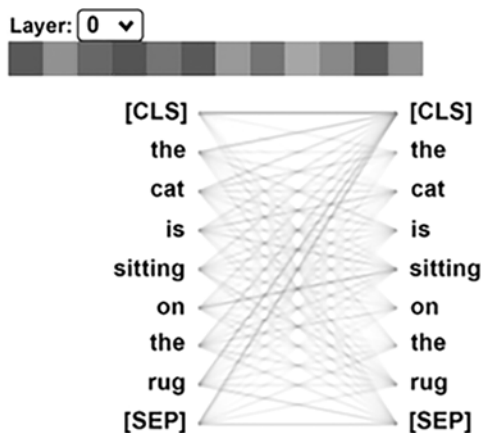 Layer: 0
[CLS] [CLS]
the the
cat cat
is is
sitting sitting
on on
the the
rug rug
[SEP] [SEP]